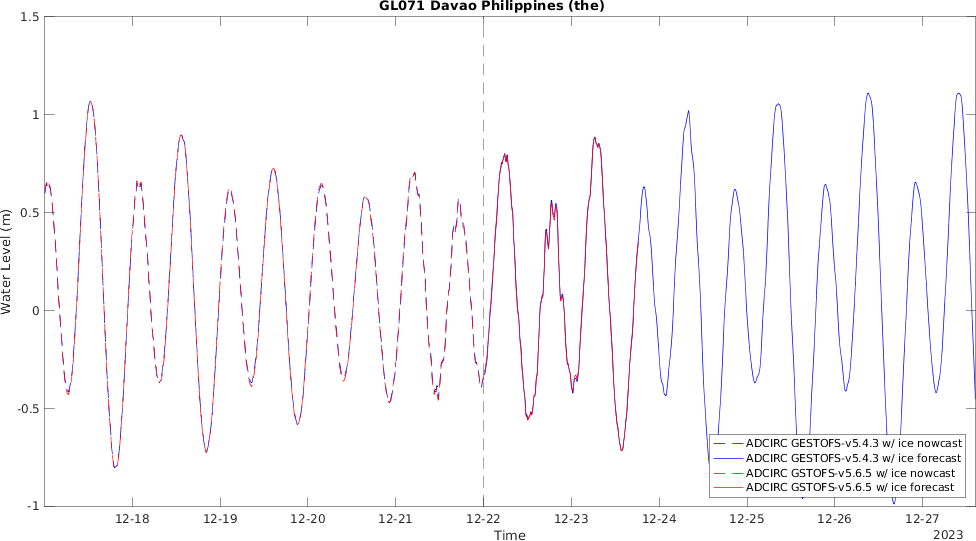 GL071 Davao Philippines (the)
1.5
1
0.5
0
-0.5
-1
Water Level (m)
ADCIRC GESTOFS-v5.4.3 w/ ice nowcast
ADCIRC GESTOFS-v5.4.3 w/ ice forecast
ADCIRC GSTOFS-v5.6.5 w/ ice nowcast
ADCIRC GSTOFS-v5.6.5 w/ ice forecast
12-18 12-19 12-20 12-21 12-22 12-23 12-24 12-25 12-26 12-27
Time
2023